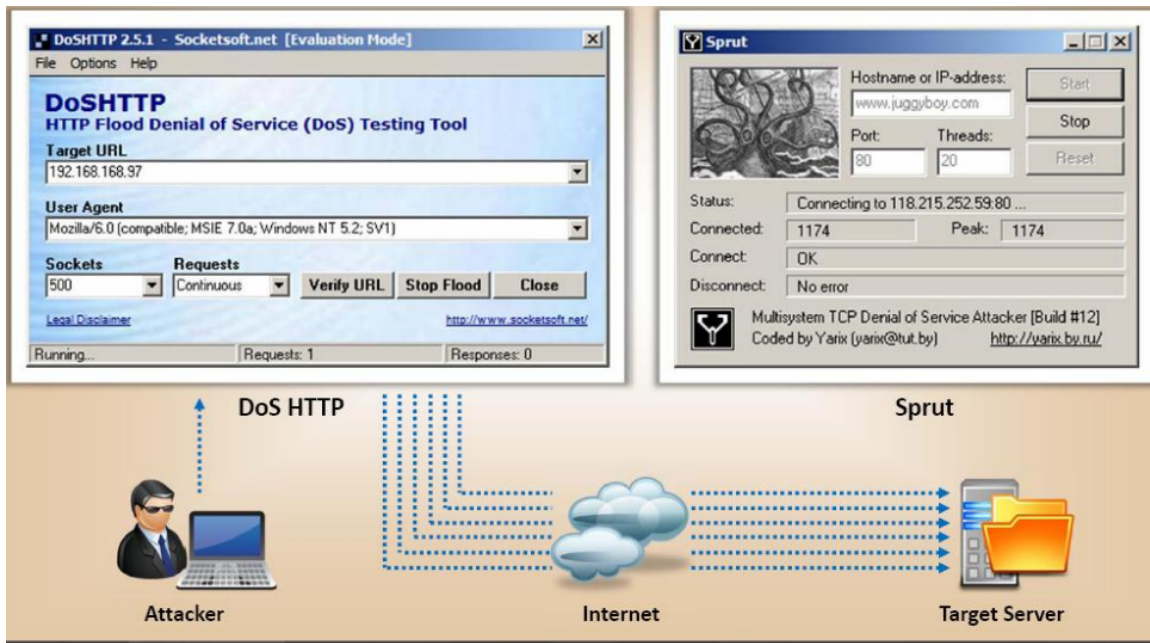 DoSHTTP 2.5.1 - Socketsoft.net [Evaluation Mode]
File Options Help
DoSHTTP
HTTP Flood Denial of Service (DoS) Testing Tool
Target URL
192.168.168.97
User Agent
Mozilla/6.0 (compatible; MSIE 7.0a; Windows NT 5.2; SV1)
Sockets Requests
500 Continuous Verify URL Stop Flood Close
Legal Disclaimer http://www.socketsoft.net/
Running... Requests: 1 Responses: 0
DoS HTTP
Sprut
Hostname or IP-address:
www.juggyboy.com
Start
Port: Threads:
Stop
80 20
Reset
Status: Connecting to 118.215.252.59:80 ...
Connected: 1174 Peak: 1174
Connect: OK
Disconnect: No error
Multisystem TCP Denial of Service Attacker [Build #12]
Coded by Yarix (yarix@tut.by) http://yarix.by.ru/
Sprut
Attacker
Internet
Target Server